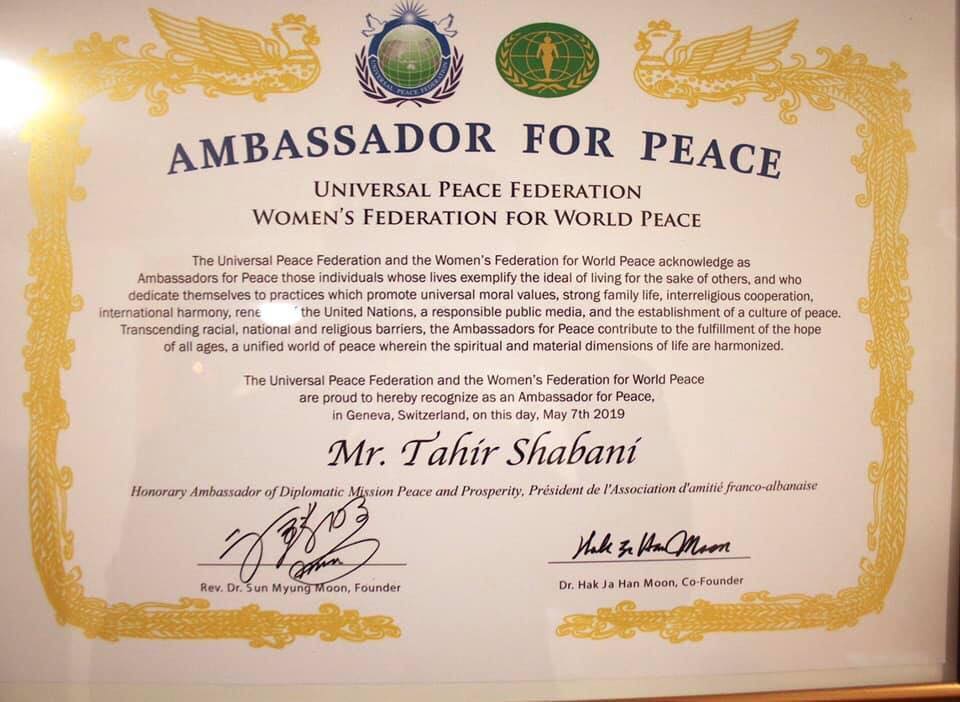 UNIVERSAL PEACE FEDERATION
AMBASSADOR FOR PEACE
UNIVERSAL PEACE FEDERATION
WOMEN'S FEDERATION FOR WORLD PEACE
The Universal Peace Federation and the Women's Federation for World Peace acknowledge as
Ambassadors for Peace those individuals whose lives exemplify the ideal of living for the sake of others, and who
dedicate themselves to practices which promote universal moral values, strong family life, interreligious cooperation,
international harmony, the United Nations, a responsible public media, and the establishment of a culture of peace.
Transcending racial, national and religious barriers, the Ambassadors for Peace contribute to the fulfillment of the hope
of all ages, a unified world of peace wherein the spiritual and material dimensions of life are harmonized.
The Universal Peace Federation and the Women's Federation for World Peace
are proud to hereby recognize as an Ambassador for Peace,
in Geneva, Switzerland, on this day, May 7th 2019
Mr. Tahir Shabani
Honorary Ambassador of Diplomatic Mission Peace and Prosperity, Président de l'Association d'amitié franco-albanaise
Hak Ja Han Moon
Rev. Dr. Sun Myung Moon, Founder
Dr. Hak Ja Han Moon, Co-Founder